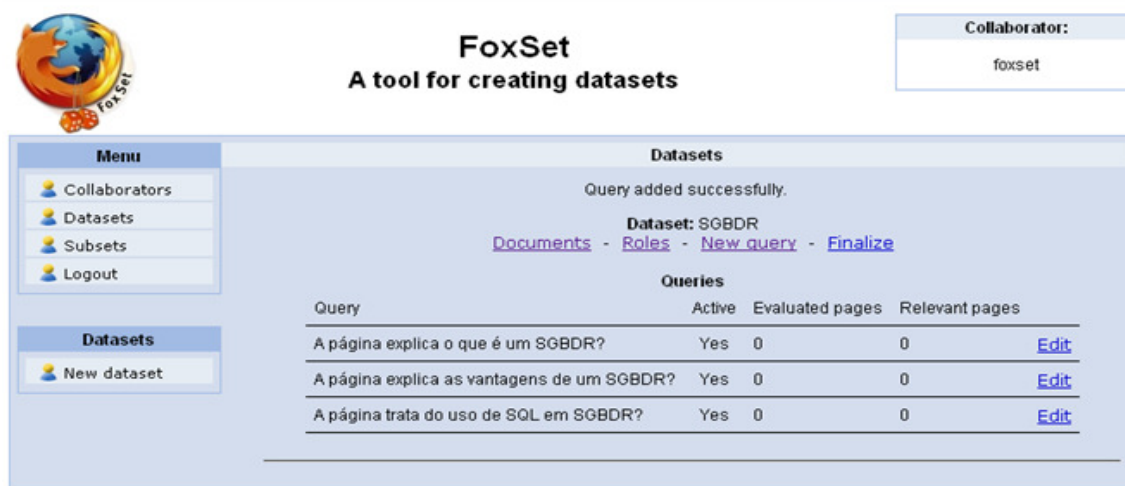 Fox Set
FoxSet
A tool for creating datasets
Collaborator:
foxset
Menu
Collaborators
Datasets
Subsets
Logout
Datasets
New dataset
Datasets
Query added successfully.
Dataset: SGBDR
Documents - Roles - New query - Finalize
Queries
Query Active Evaluated pages Relevant pages
A página explica o que é um SGBDR? Yes 0 0 Edit
A página explica as vantagens de um SGBDR? Yes 0 0 Edit
A página trata do uso de SQL em SGBDR? Yes 0 0 Edit